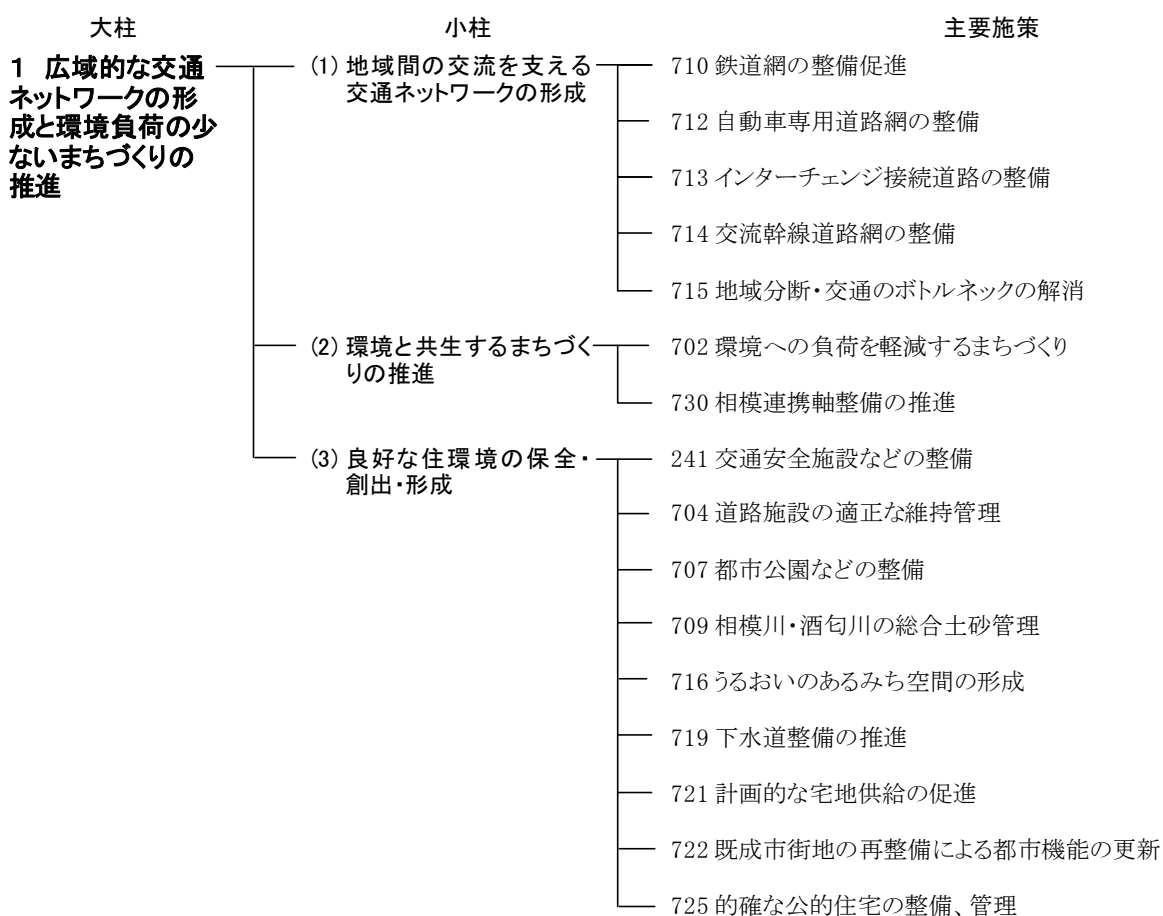 大柱 小柱 主要施策
1 広域的な交通
ネットワークの形
成と環境負荷の少
ないまちづくりの
推進
(1) 地域間の交流を支える
交通ネットワークの形成
710 鉄道網の整備促進
712 自動車専用道路網の整備
713 インターチェンジ接続道路の整備
714 交流幹線道路網の整備
715 地域分断・交通のボトルネックの解消
(2) 環境と共生するまちづく
りの推進
702 環境への負荷を軽減するまちづくり
730 相模連携軸整備の推進
(3) 良好な住環境の保全・
創出・形成
241 交通安全施設などの整備
704 道路施設の適正な維持管理
707 都市公園などの整備
709 相模川・酒匂川の総合土砂管理
716 うるおいのあるみち空間の形成
719 下水道整備の推進
721 計画的な宅地供給の促進
722 既成市街地の再整備による都市機能の更新
725 的確な公的住宅の整備、管理